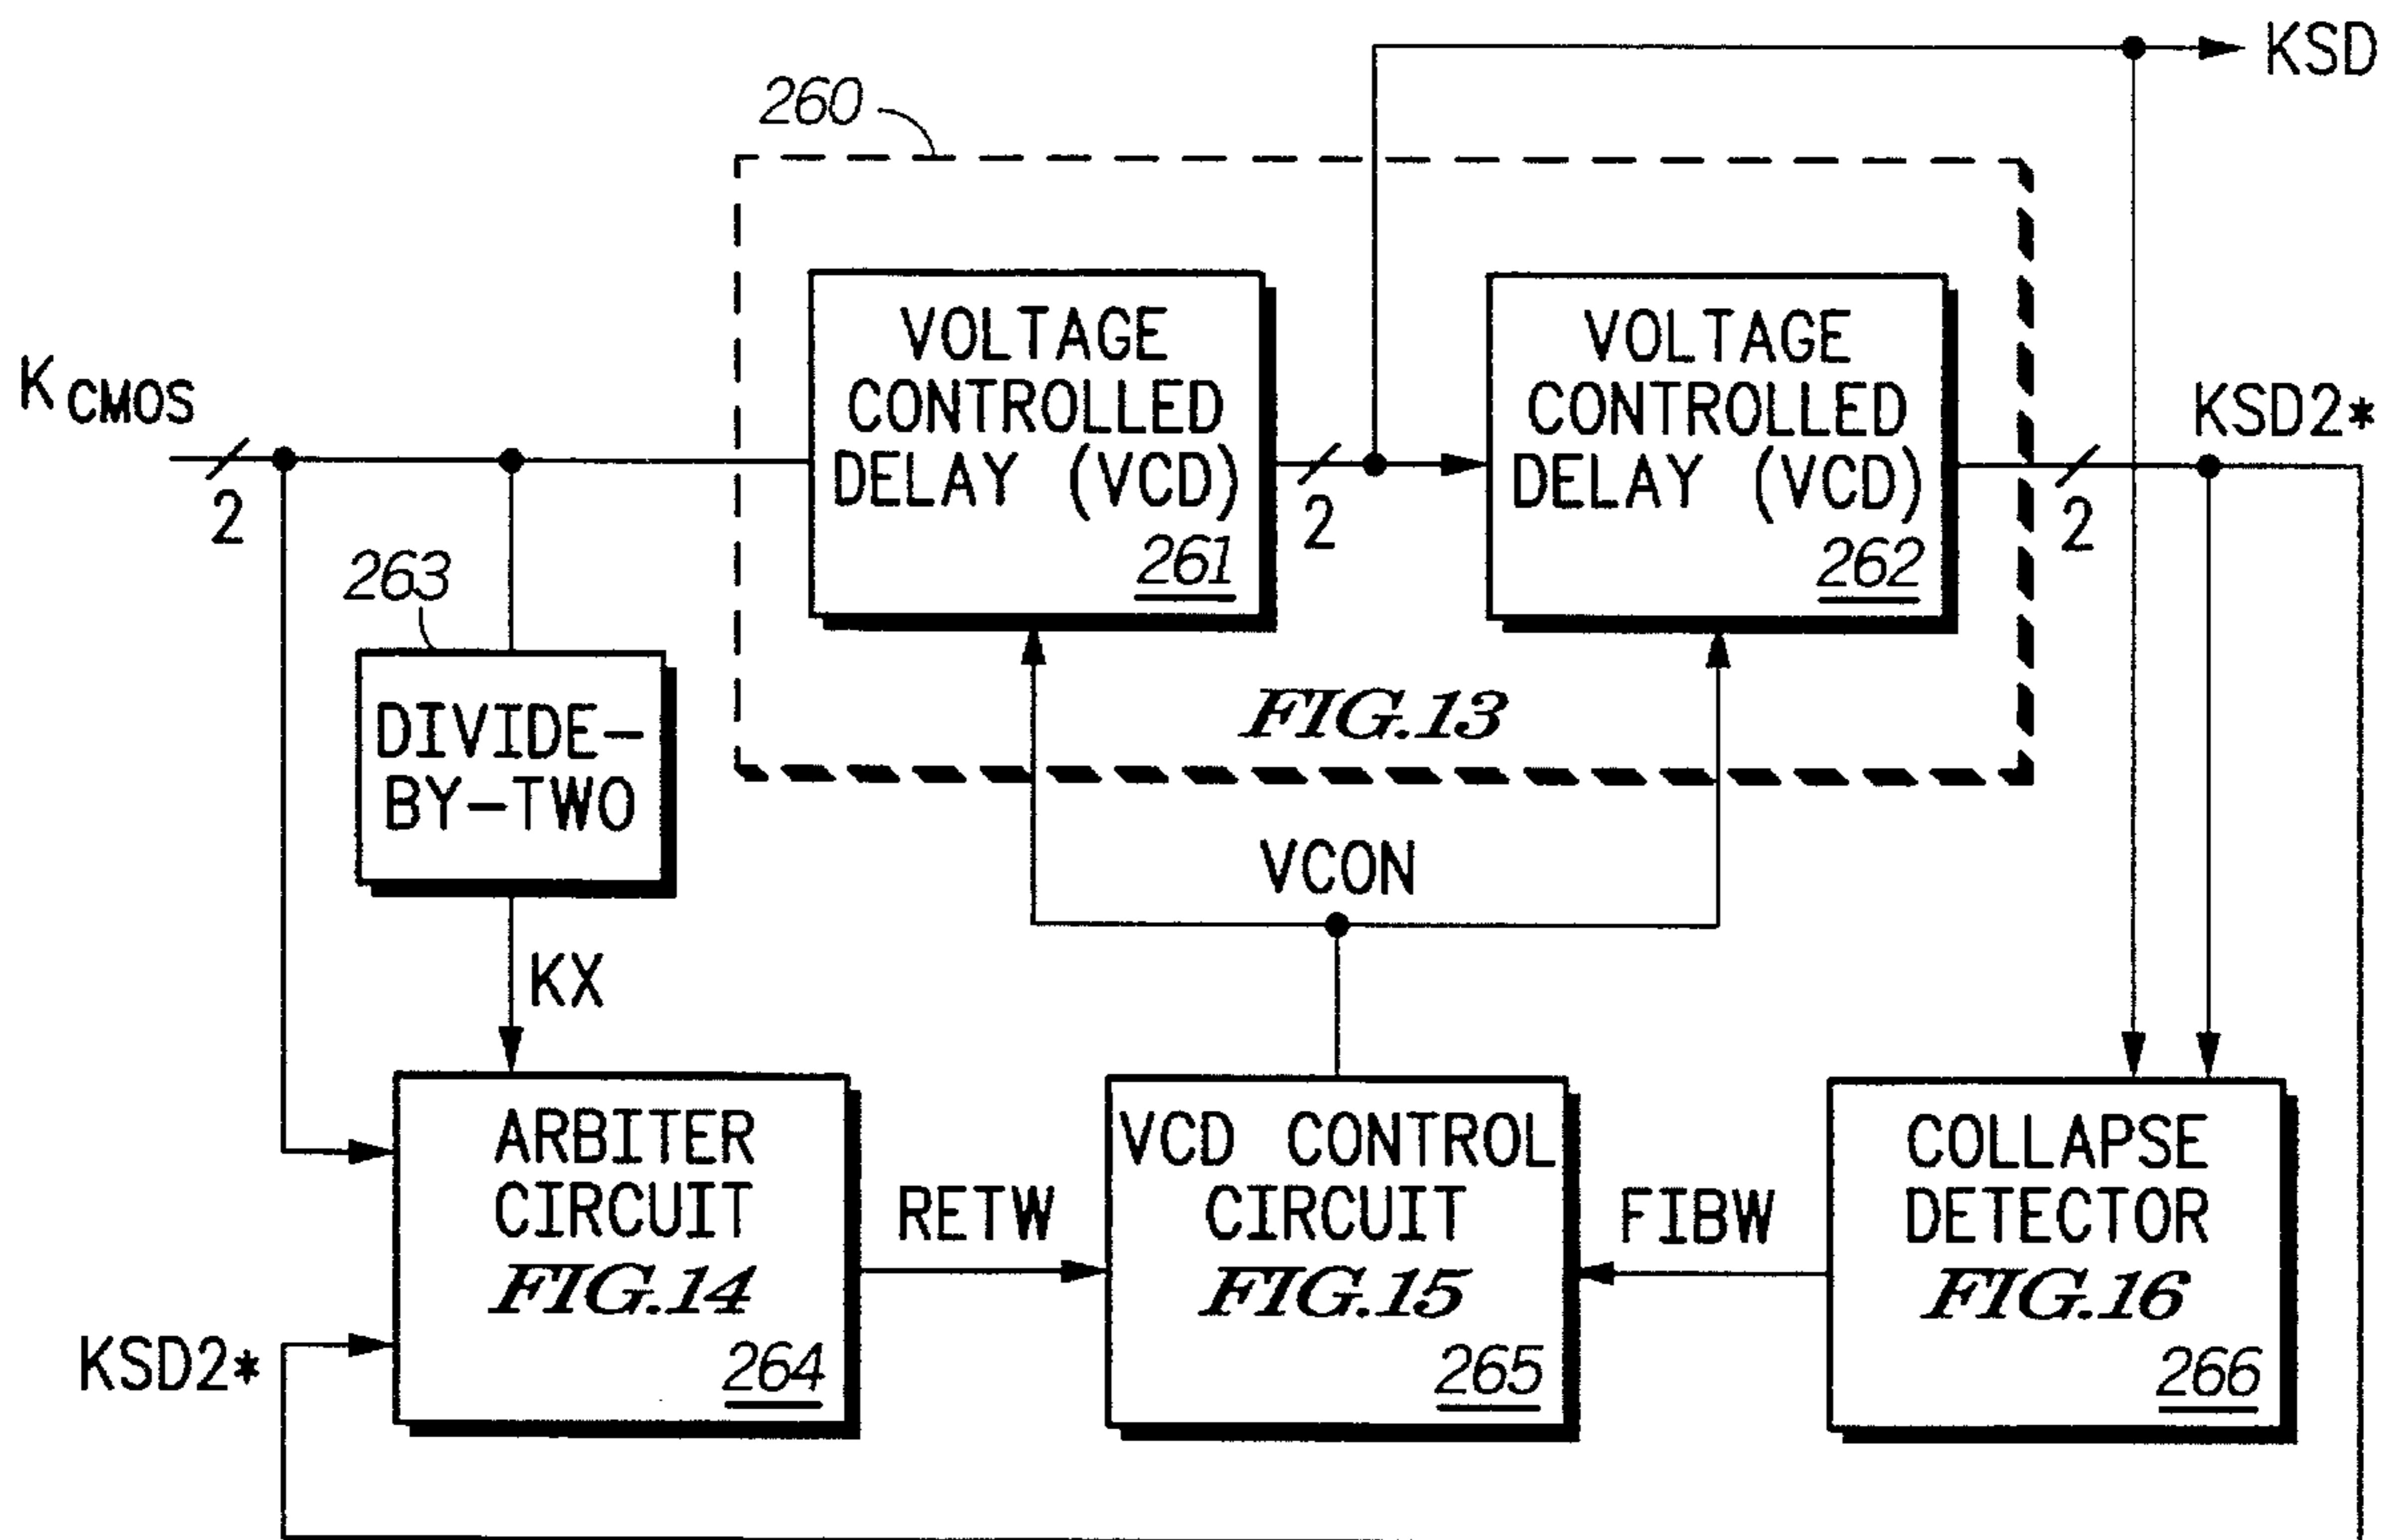 KSD
260
VOLTAGE
CONTROLLED
DELAY (VCD)
261
VOLTAGE
CONTROLLED
DELAY (VCD)
262
K CMOS
2
2
2
KSD2*
263
DIVIDE-
BY-TWO
FIG.13
VCON
KX
ARBITER
CIRCUIT
FIG.14
264
RETW
VCD CONTROL
CIRCUIT
FIG.15
265
FIBW
COLLAPSE
DETECTOR
FIG.16
266
KSD2*